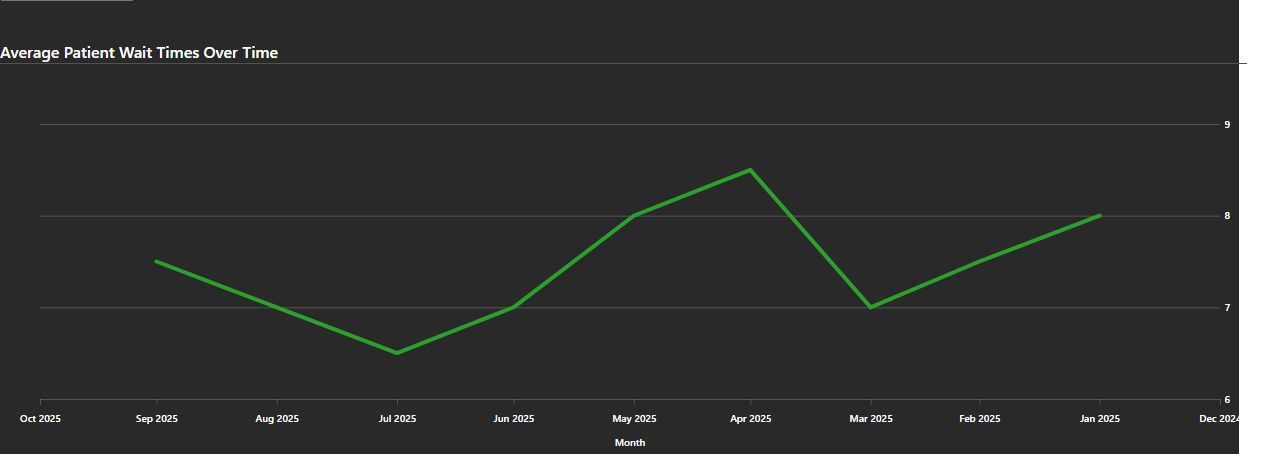 Average Patient Wait Times Over Time
9
8
7
6
Oct 2025 Sep 2025 Aug 2025 Jul 2025 Jun 2025 May 2025 Apr 2025 Mar 2025 Feb 2025 Jan 2025 Dec 2024
Month